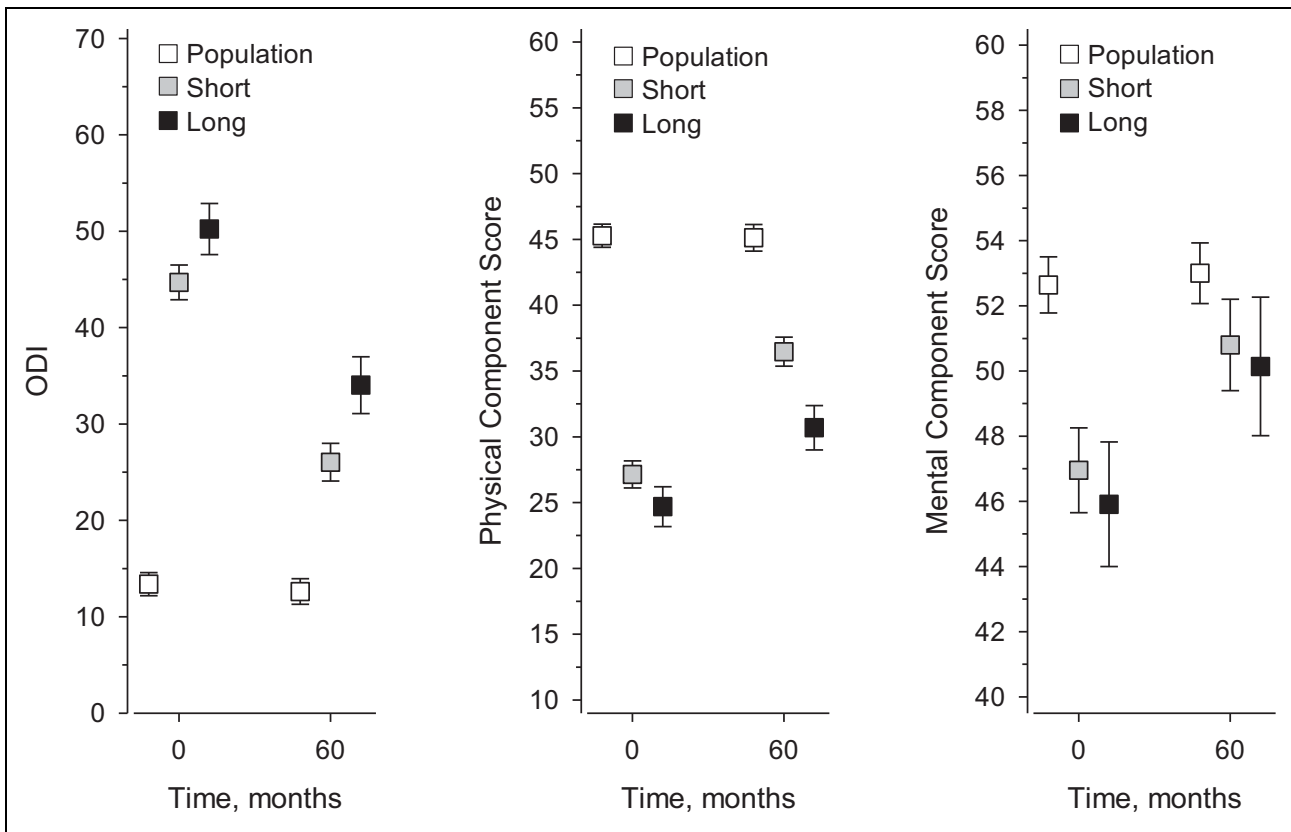 ODI
70
60
50
40
30
20
10
0
Population
Short
Long
0
60
Time, months
Physical Component Score
60
55
50
45
40
35
30
25
20
15
10
Population
Short
Long
0
60
Time, months
Mental Component Score
60
58
56
54
52
50
48
46
44
42
40
Population
Short
Long
0
60
Time, months